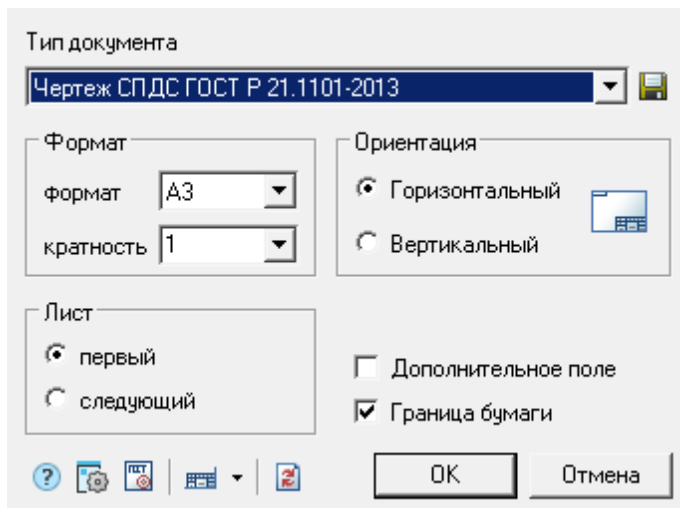 Тип документа
Чертеж СПДС ГОСТ Р 21.1101-2013
Формат
формат А3
кратность 1
Ориентация
Горизонтальный
Вертикальный
Лист
первый
следующий
Дополнительное поле
Граница бумаги
OK Отмена